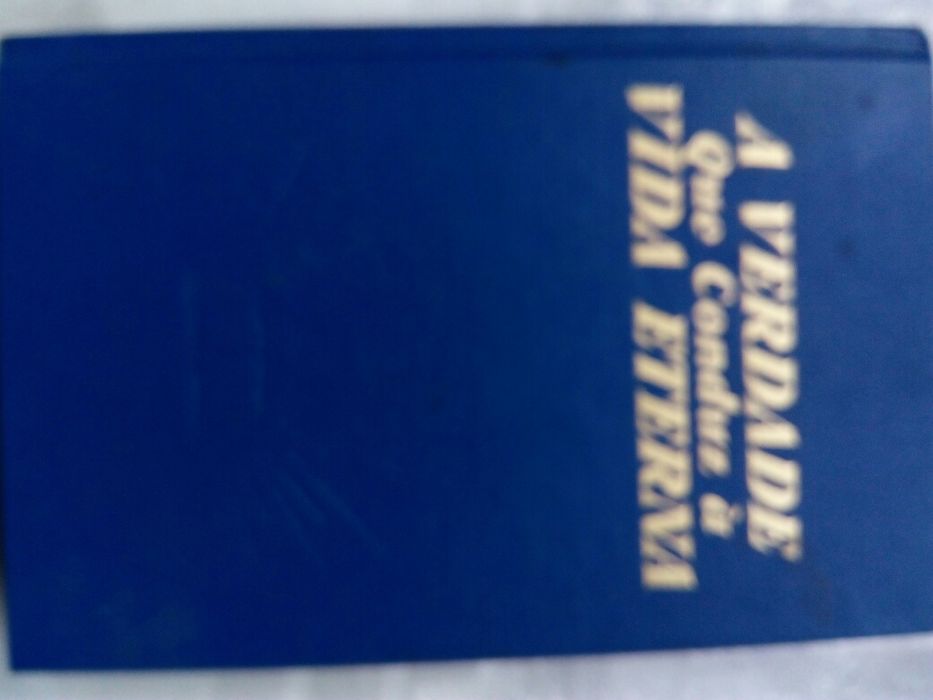 A VERDADE
Que Conduz à
VIDA ETERNA